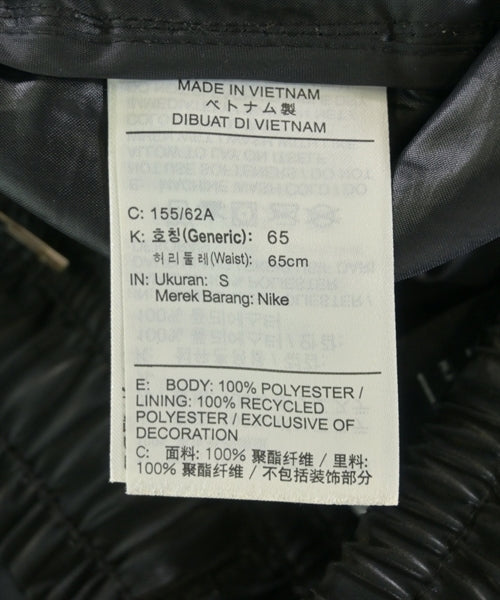 MADE IN VIETNAM
ベトナム製
DIBUAT DI VIETNAM
C: 155/62A
K: 호칭(Generic): 65
허리둘레(Waist): 65cm
IN: Ukuran: S
Merek Barang: Nike
E: BODY: 100% POLYESTER /
LINING: 100% RECYCLED
POLYESTER / EXCLUSIVE OF
DECORATION
C: 面料: 100% 聚酯纤维 / 里料:
100% 聚酯纤维 / 不包括装饰部分